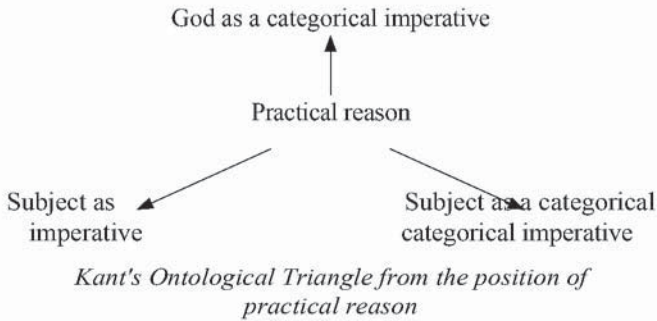 God as a categorical imperative
Practical reason
Subject as
imperative
Subject as a categorical
categorical imperative
Kant's Ontological Triangle from the position of
practical reason